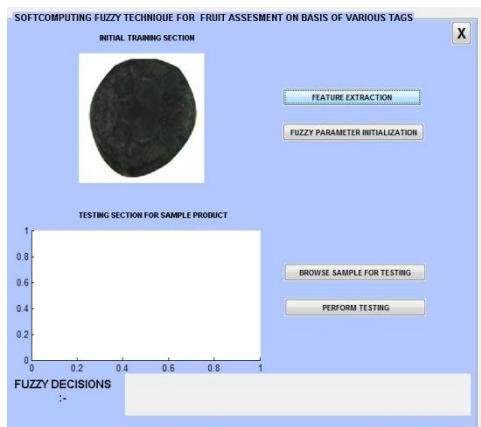 SOFTCOMPUTING FUZZY TECHNIQUE FOR FRUIT ASSESMENT ON BASIS OF VARIOUS TAGS
X
INITIAL TRAINING SECTION
FEATURE EXTRACTION
FUZZY PARAMETER INITIALIZATION
TESTING SECTION FOR SAMPLE PRODUCT
1
0.8
0.6
0.4
0.2
0
0 0.2 0.4 0.6 0.8 1
BROWSE SAMPLE FOR TESTING
PERFORM TESTING
FUZZY DECISIONS
:-